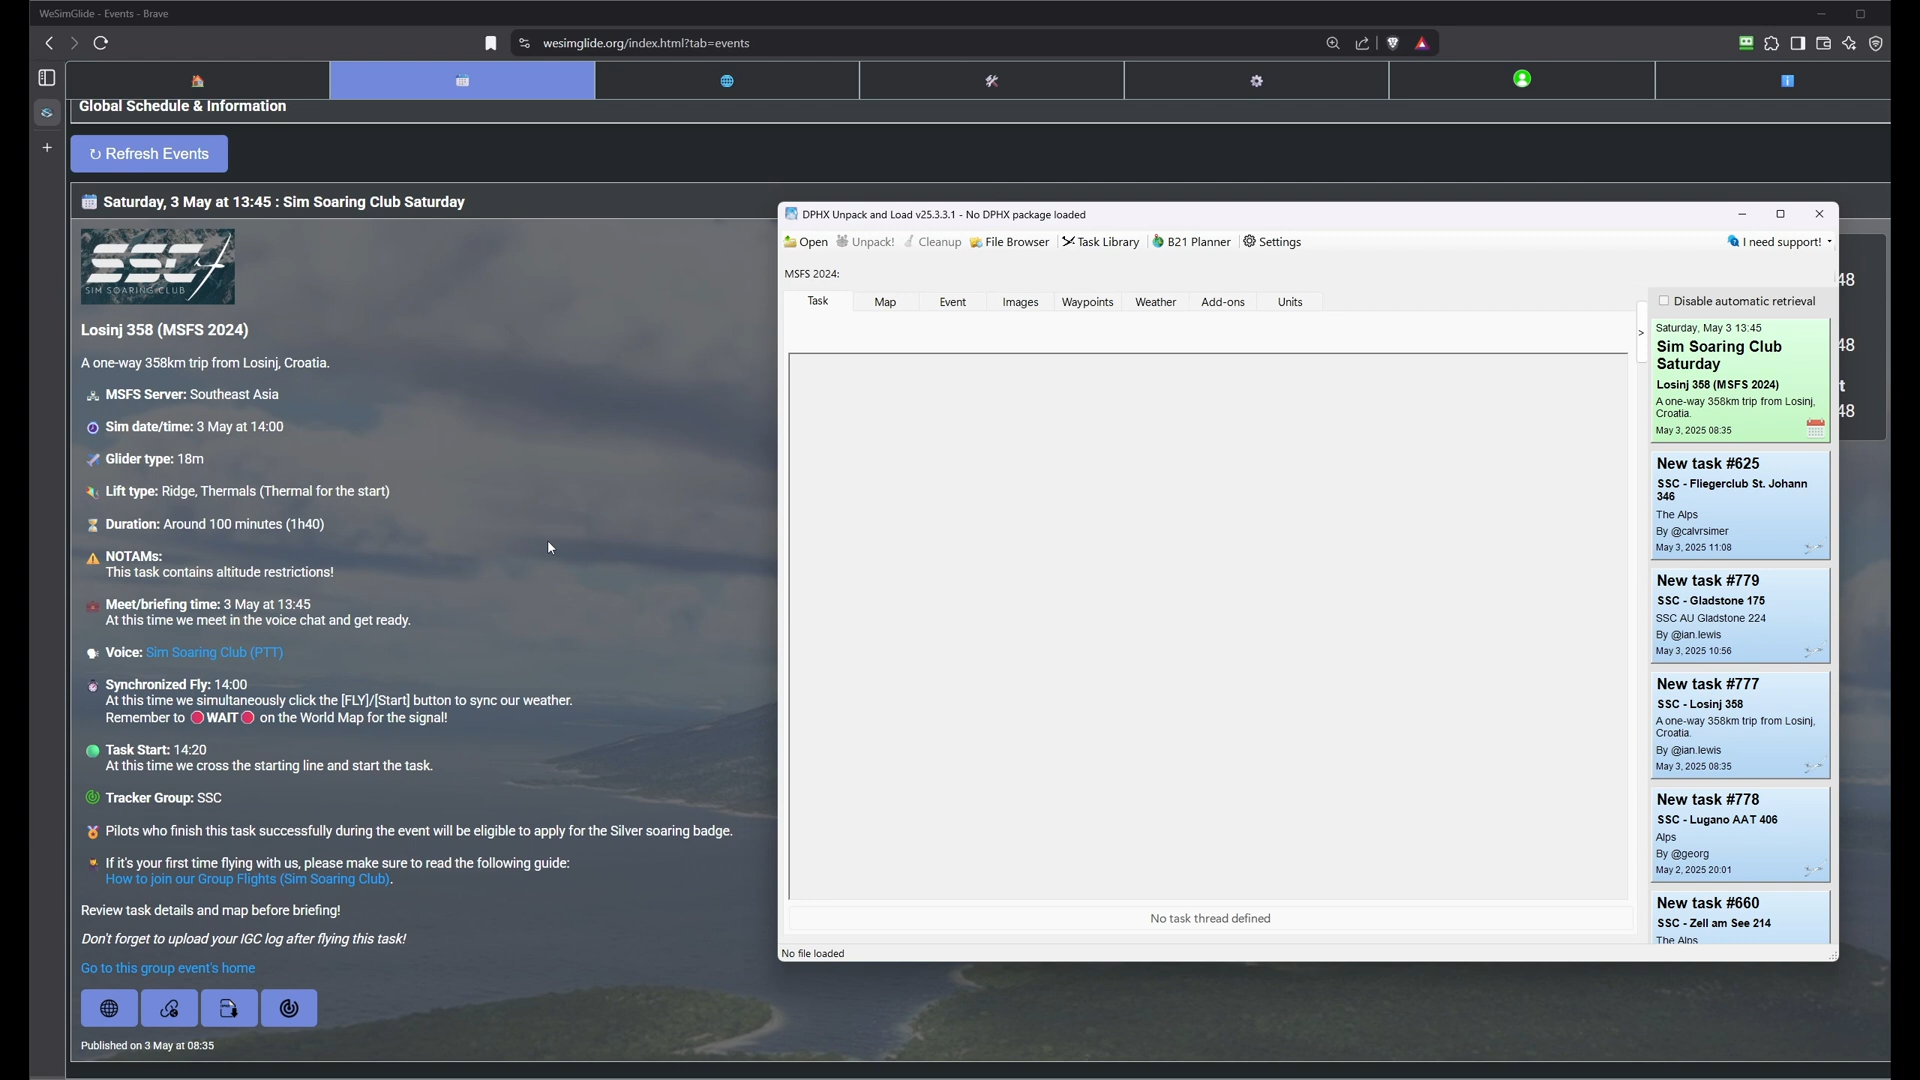 WeSimGlide - Events - Brave
wesimglide.org/index.html?tab=events
Global Schedule & Information
↻ Refresh Events
Saturday, 3 May at 13:45 : Sim Soaring Club Saturday
SSC
SIM SOARING CLUB
Losinj 358 (MSFS 2024)
A one-way 358km trip from Losinj, Croatia.
MSFS Server: Southeast Asia
Sim date/time: 3 May at 14:00
Glider type: 18m
Lift type: Ridge, Thermals (Thermal for the start)
Duration: Around 100 minutes (1h40)
NOTAMs:
This task contains altitude restrictions!
Meet/briefing time: 3 May at 13:45
At this time we meet in the voice chat and get ready.
Voice: Sim Soaring Club (PTT)
Synchronized Fly: 14:00
At this time we simultaneously click the [FLY]/[Start] button to sync our weather.
Remember to WAIT on the World Map for the signal!
Task Start: 14:20
At this time we cross the starting line and start the task.
Tracker Group: SSC
Pilots who finish this task successfully during the event will be eligible to apply for the Silver soaring badge.
If it's your first time flying with us, please make sure to read the following guide:
How to join our Group Flights (Sim Soaring Club).
Review task details and map before briefing!
Don't forget to upload your IGC log after flying this task!
Go to this group event's home
Published on 3 May at 08:35
DPHX Unpack and Load v25.3.3.1 - No DPHX package loaded
Open Unpack! Cleanup File Browser Task Library B21 Planner Settings I need support!
MSFS 2024:
Task Map Event Images Waypoints Weather Add-ons Units
No task thread defined
No file loaded
>
Disable automatic retrieval
Saturday, May 3 13:45
Sim Soaring Club
Saturday
Losinj 358 (MSFS 2024)
A one-way 358km trip from Losinj,
Croatia.
May 3, 2025 08:35
New task #625
SSC - Fliegerclub St. Johann
346
The Alps
By @calvrsimer
May 3, 2025 11:08
New task #779
SSC - Gladstone 175
SSC AU Gladstone 224
By @ian.lewis
May 3, 2025 10:56
New task #777
SSC - Losinj 358
A one-way 358km trip from Losinj,
Croatia.
By @ian.lewis
May 3, 2025 08:35
New task #778
SSC - Lugano AAT 406
Alps
By @georg
May 2, 2025 20:01
New task #660
SSC - Zell am See 214
The Alps
48
48
t
48